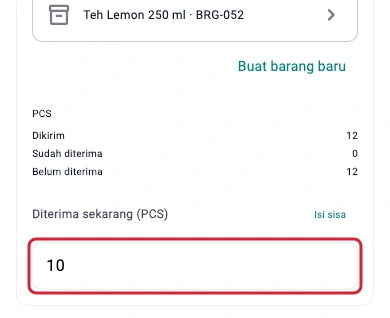 Teh Lemon 250 ml · BRG-052
Buat barang baru
PCS
Dikirim 12
Sudah diterima 0
Belum diterima 12
Diterima sekarang (PCS) Isi sisa
10